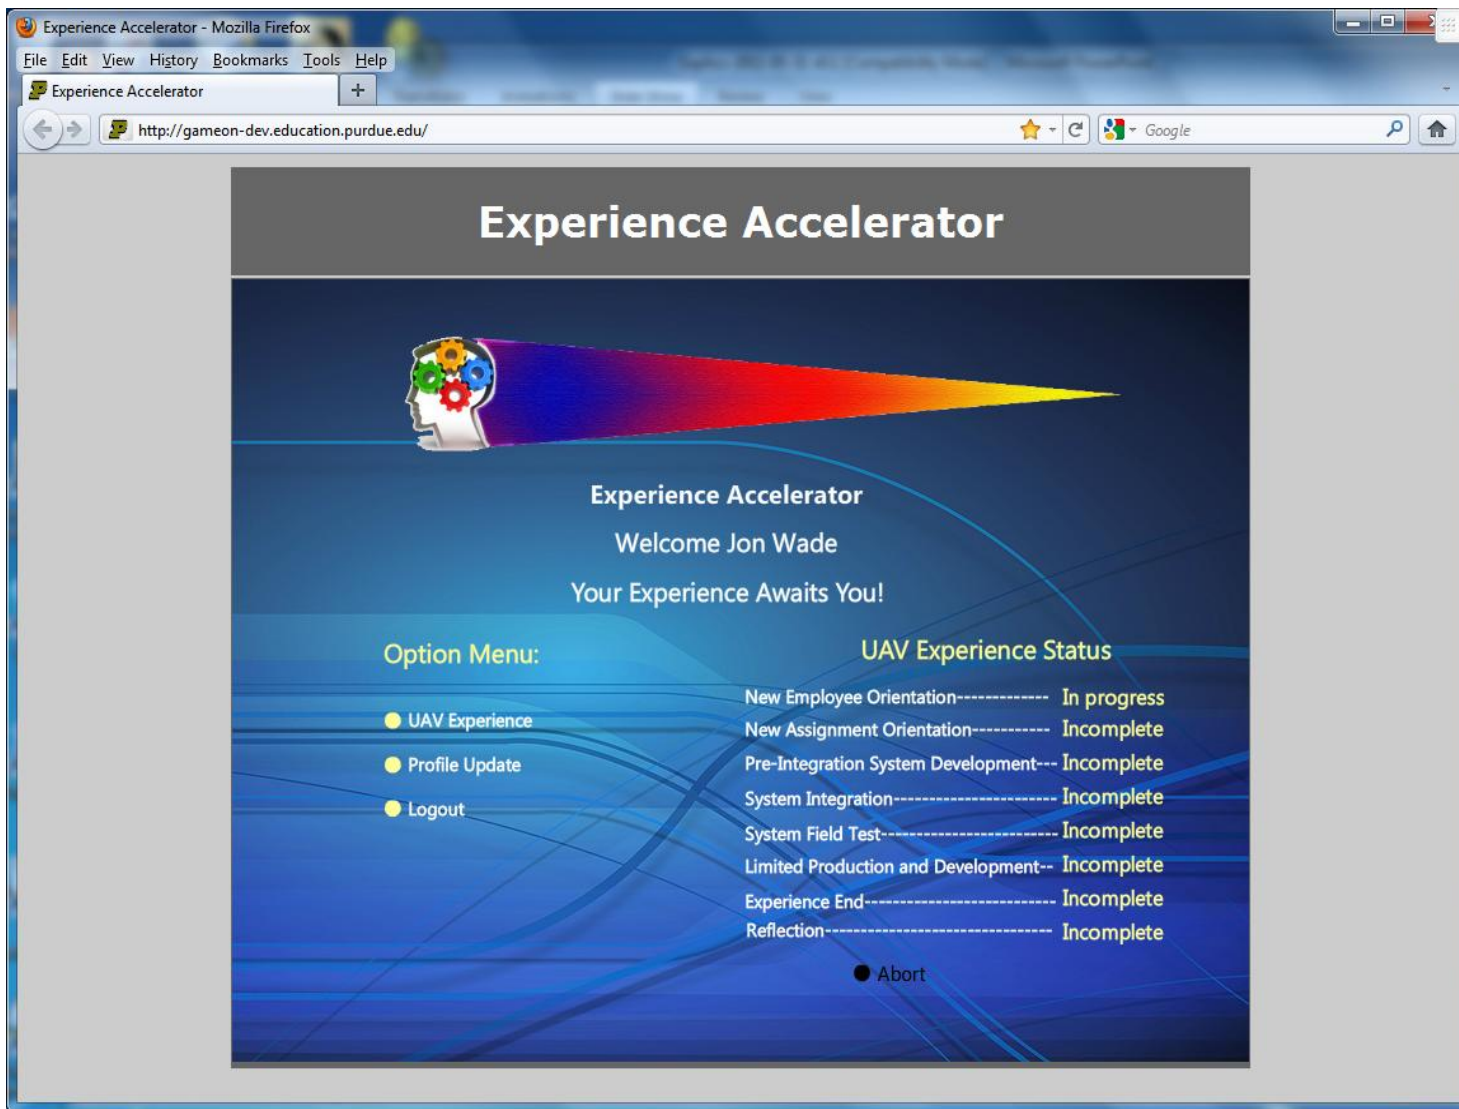 Experience Accelerator - Mozilla Firefox
File Edit View History Bookmarks Tools Help
Experience Accelerator +
http://gameon-dev.education.purdue.edu/ Google
Experience Accelerator
Experience Accelerator
Welcome Jon Wade
Your Experience Awaits You!
Option Menu:
UAV Experience
Profile Update
Logout
UAV Experience Status
New Employee Orientation------------- In progress
New Assignment Orientation----------- Incomplete
Pre-Integration System Development--- Incomplete
System Integration----------------------- Incomplete
System Field Test------------------------- Incomplete
Limited Production and Development-- Incomplete
Experience End--------------------------- Incomplete
Reflection-------------------------------- Incomplete
Abort